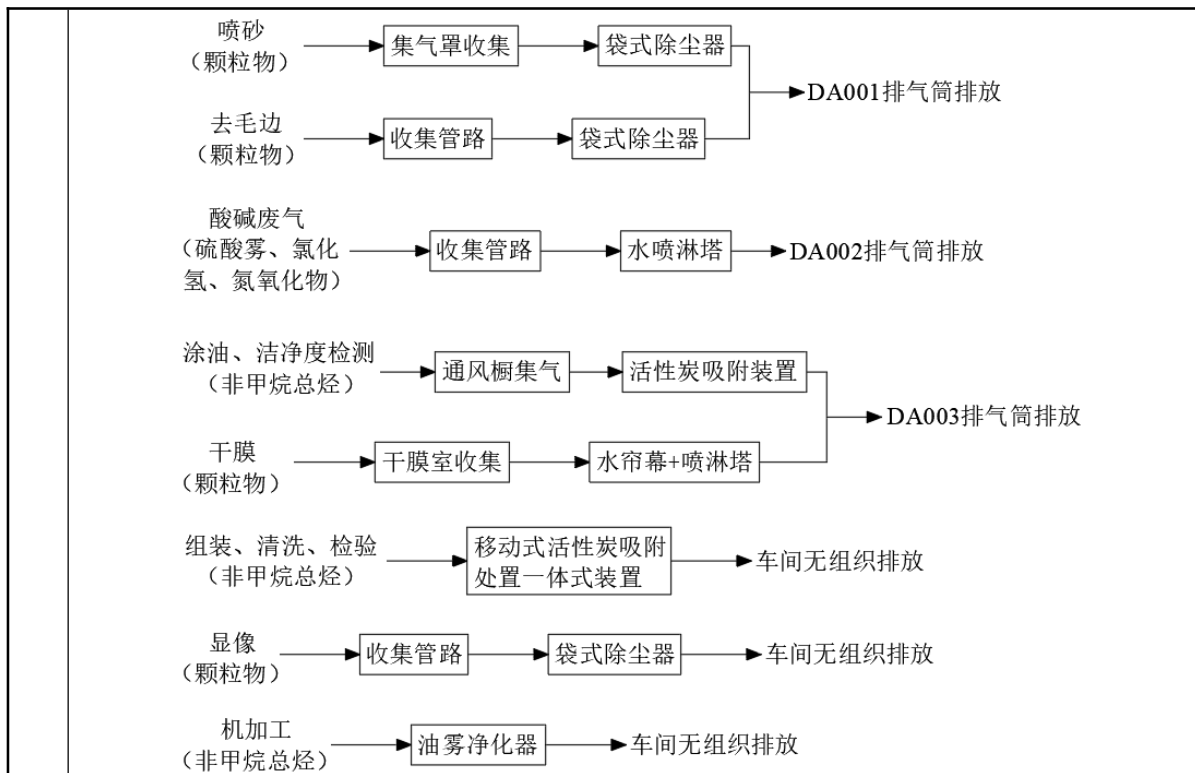 喷砂
（颗粒物）
集气罩收集
袋式除尘器
DA001排气筒排放
去毛边
（颗粒物）
收集管路
袋式除尘器
酸碱废气
（硫酸雾、氯化
氢、氮氧化物）
收集管路
水喷淋塔
DA002排气筒排放
涂油、洁净度检测
（非甲烷总烃）
通风橱集气
活性炭吸附装置
DA003排气筒排放
干膜
（颗粒物）
干膜室收集
水帘幕+喷淋塔
组装、清洗、检验
（非甲烷总烃）
移动式活性炭吸附
处置一体式装置
车间无组织排放
显像
（颗粒物）
收集管路
袋式除尘器
车间无组织排放
机加工
（非甲烷总烃）
油雾净化器
车间无组织排放